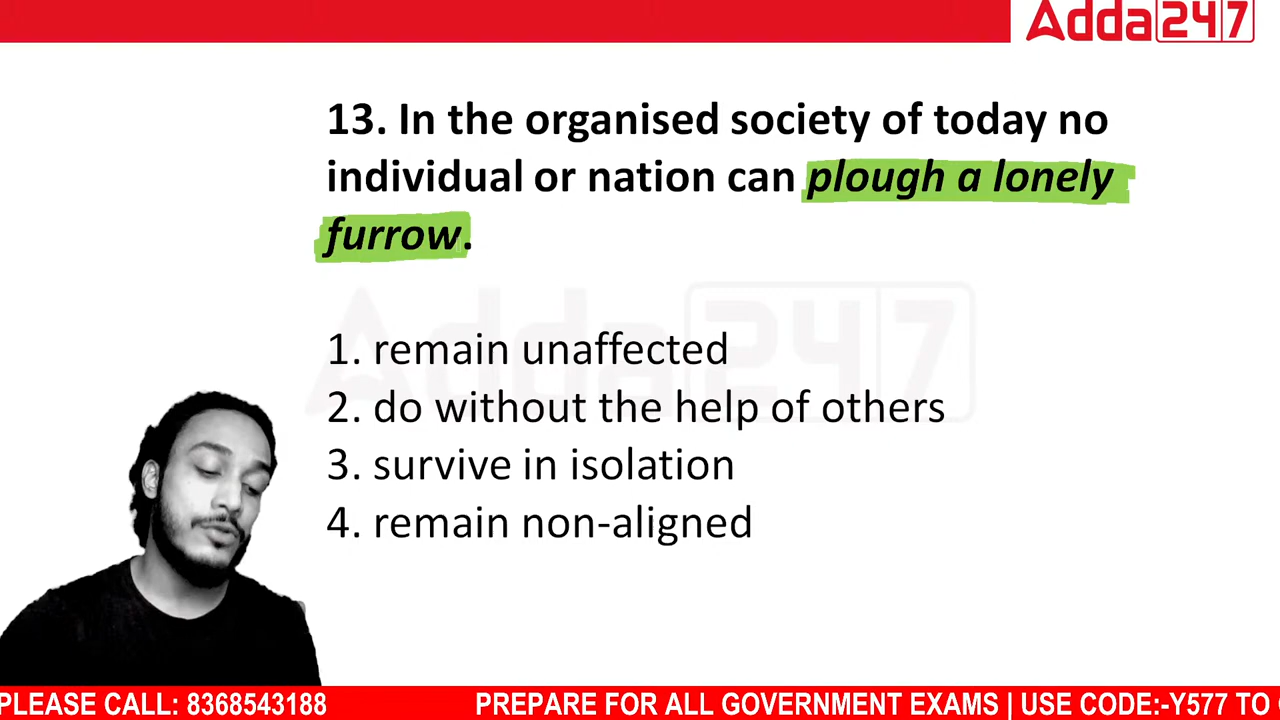 Adda247
13. In the organised society of today no
individual or nation can plough a lonely
furrow.
Adda247
1. remain unaffected
2. do without the help of others
3. survive in isolation
4. remain non-aligned
PLEASE CALL: 8368543188 PREPARE FOR ALL GOVERNMENT EXAMS | USE CODE:-Y577 TO